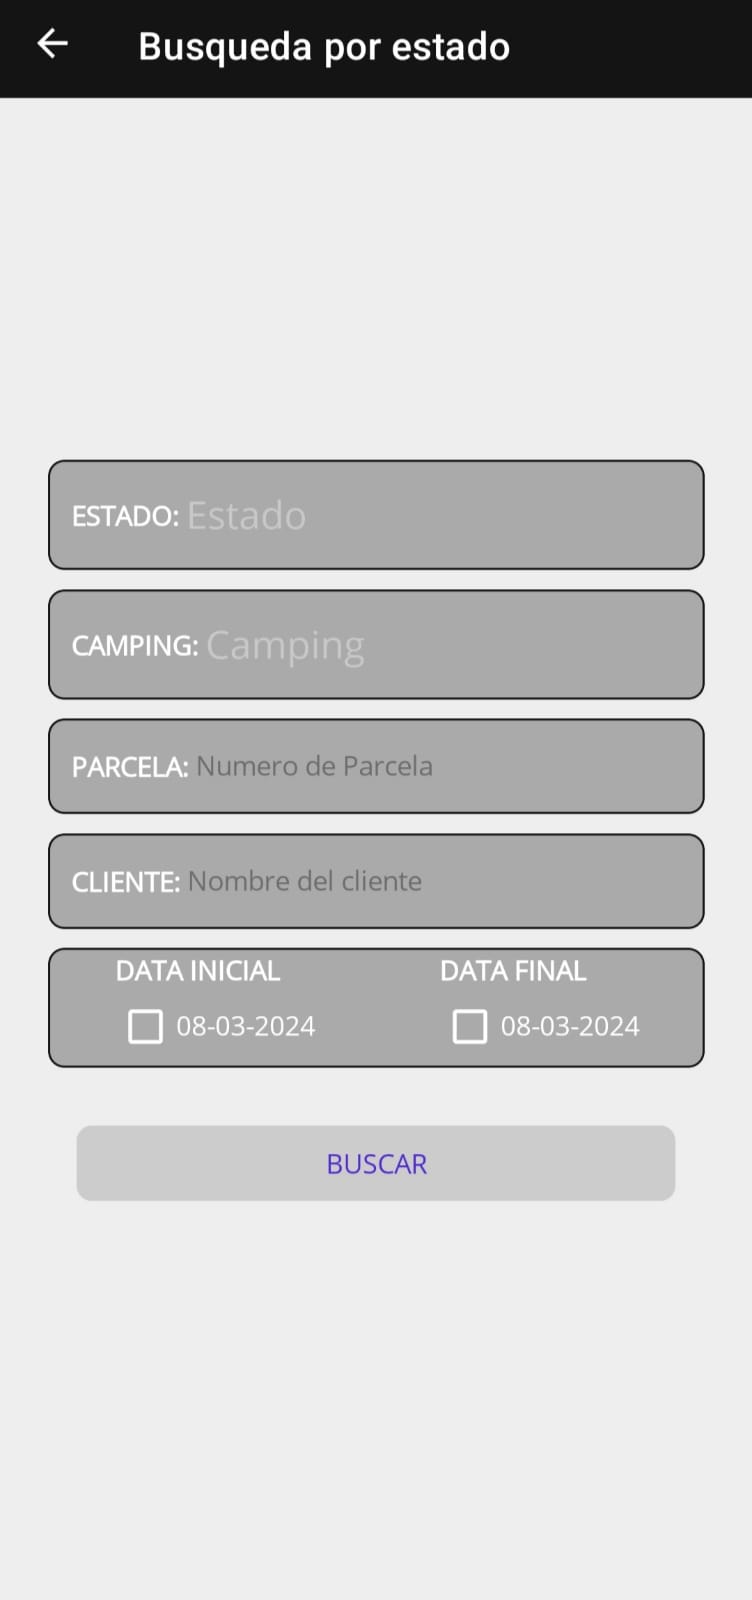 Busqueda por estado
ESTADO: Estado
CAMPING: Camping
PARCELA: Numero de Parcela
CLIENTE: Nombre del cliente
DATA INICIAL DATA FINAL
08-03-2024 08-03-2024
BUSCAR